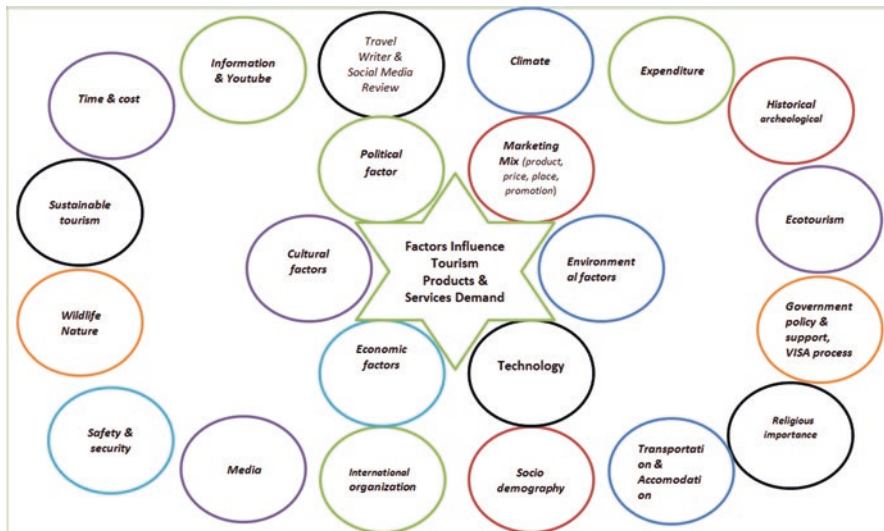 Travel
Writer &
Social Media
Review
Information
& Youtube
Climate
Expenditure
Time & cost
Historical
archeological
Political
factor
Marketing
Mix (product,
price, place,
promotion)
Sustainable
tourism
Ecotourism
Cultural
factors
Factors Influence
Tourism
Products &
Services Demand
Environment
al factors
Wildlife
Nature
Government
policy &
support,
VISA process
Economic
factors
Technology
Safety &
security
Religious
importance
Media
International
organization
Socio
demography
Transportati
on &
Accomodati
on